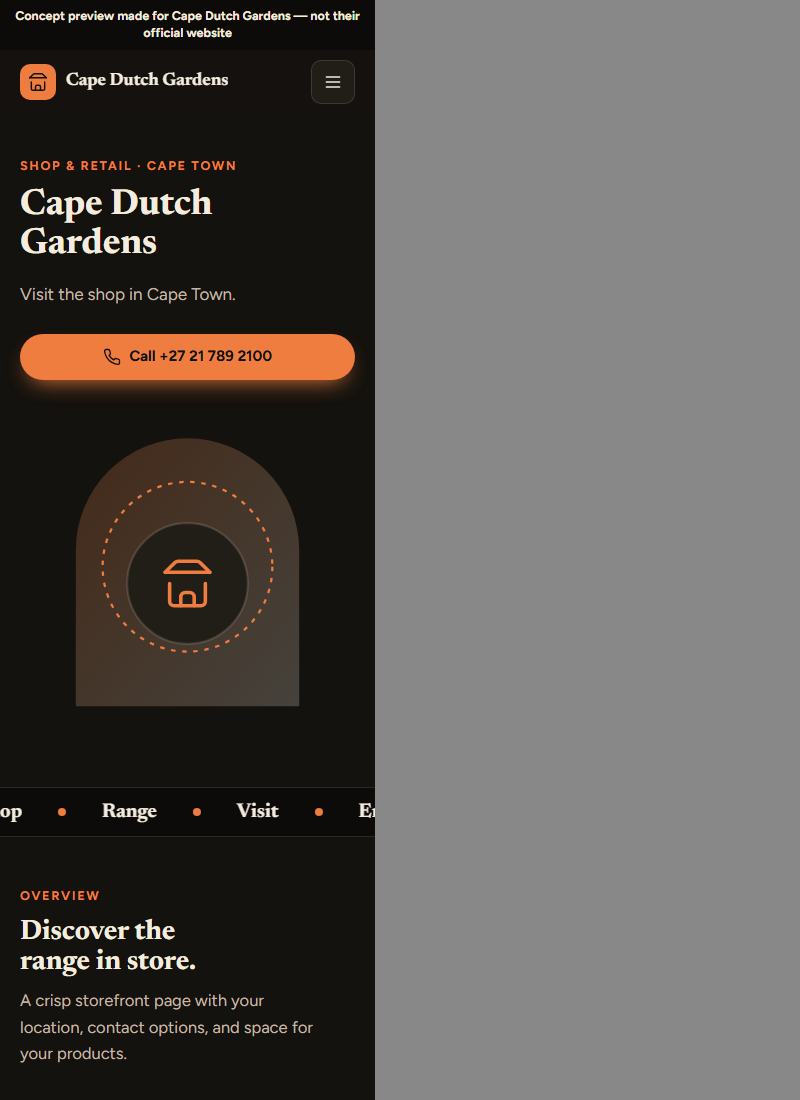 Concept preview made for Cape Dutch Gardens — not their
official website
Cape Dutch Gardens
SHOP & RETAIL · CAPE TOWN
Cape Dutch
Gardens
Visit the shop in Cape Town.
Call +27 21 789 2100
op • Range • Visit •
OVERVIEW
Discover the
range in store.
A crisp storefront page with your
location, contact options, and space for
your products.